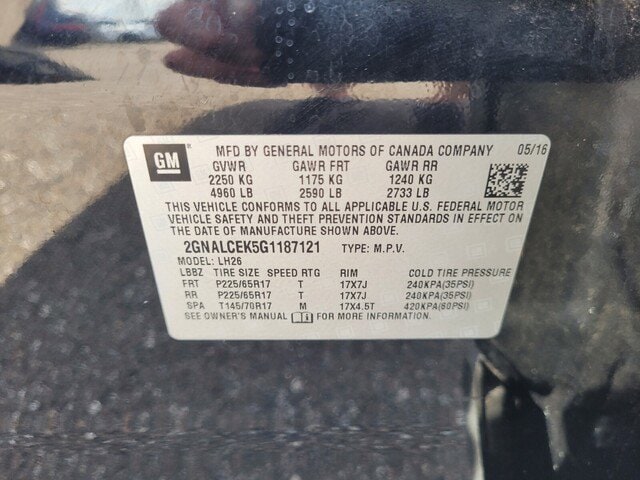 GM MFD BY GENERAL MOTORS OF CANADA COMPANY 05/16
GVWR GAWR FRT GAWR RR
2250 KG 1175 KG 1240 KG
4960 LB 2590 LB 2733 LB
THIS VEHICLE CONFORMS TO ALL APPLICABLE U.S. FEDERAL MOTOR
VEHICLE SAFETY AND THEFT PREVENTION STANDARDS IN EFFECT ON
THE DATE OF MANUFACTURE SHOWN ABOVE.
2GNALCEK5G1187121 TYPE: M.P.V.
MODEL: LH26
LBBZ TIRE SIZE SPEED RTG RIM COLD TIRE PRESSURE
FRT P225/65R17 T 17X7J 240KPA(35PSI)
RR P225/65R17 T 17X7J 240KPA(35PSI)
SPA T145/70R17 M 17X4.5T 420KPA(60PSI)
SEE OWNER'S MANUAL FOR MORE INFORMATION.